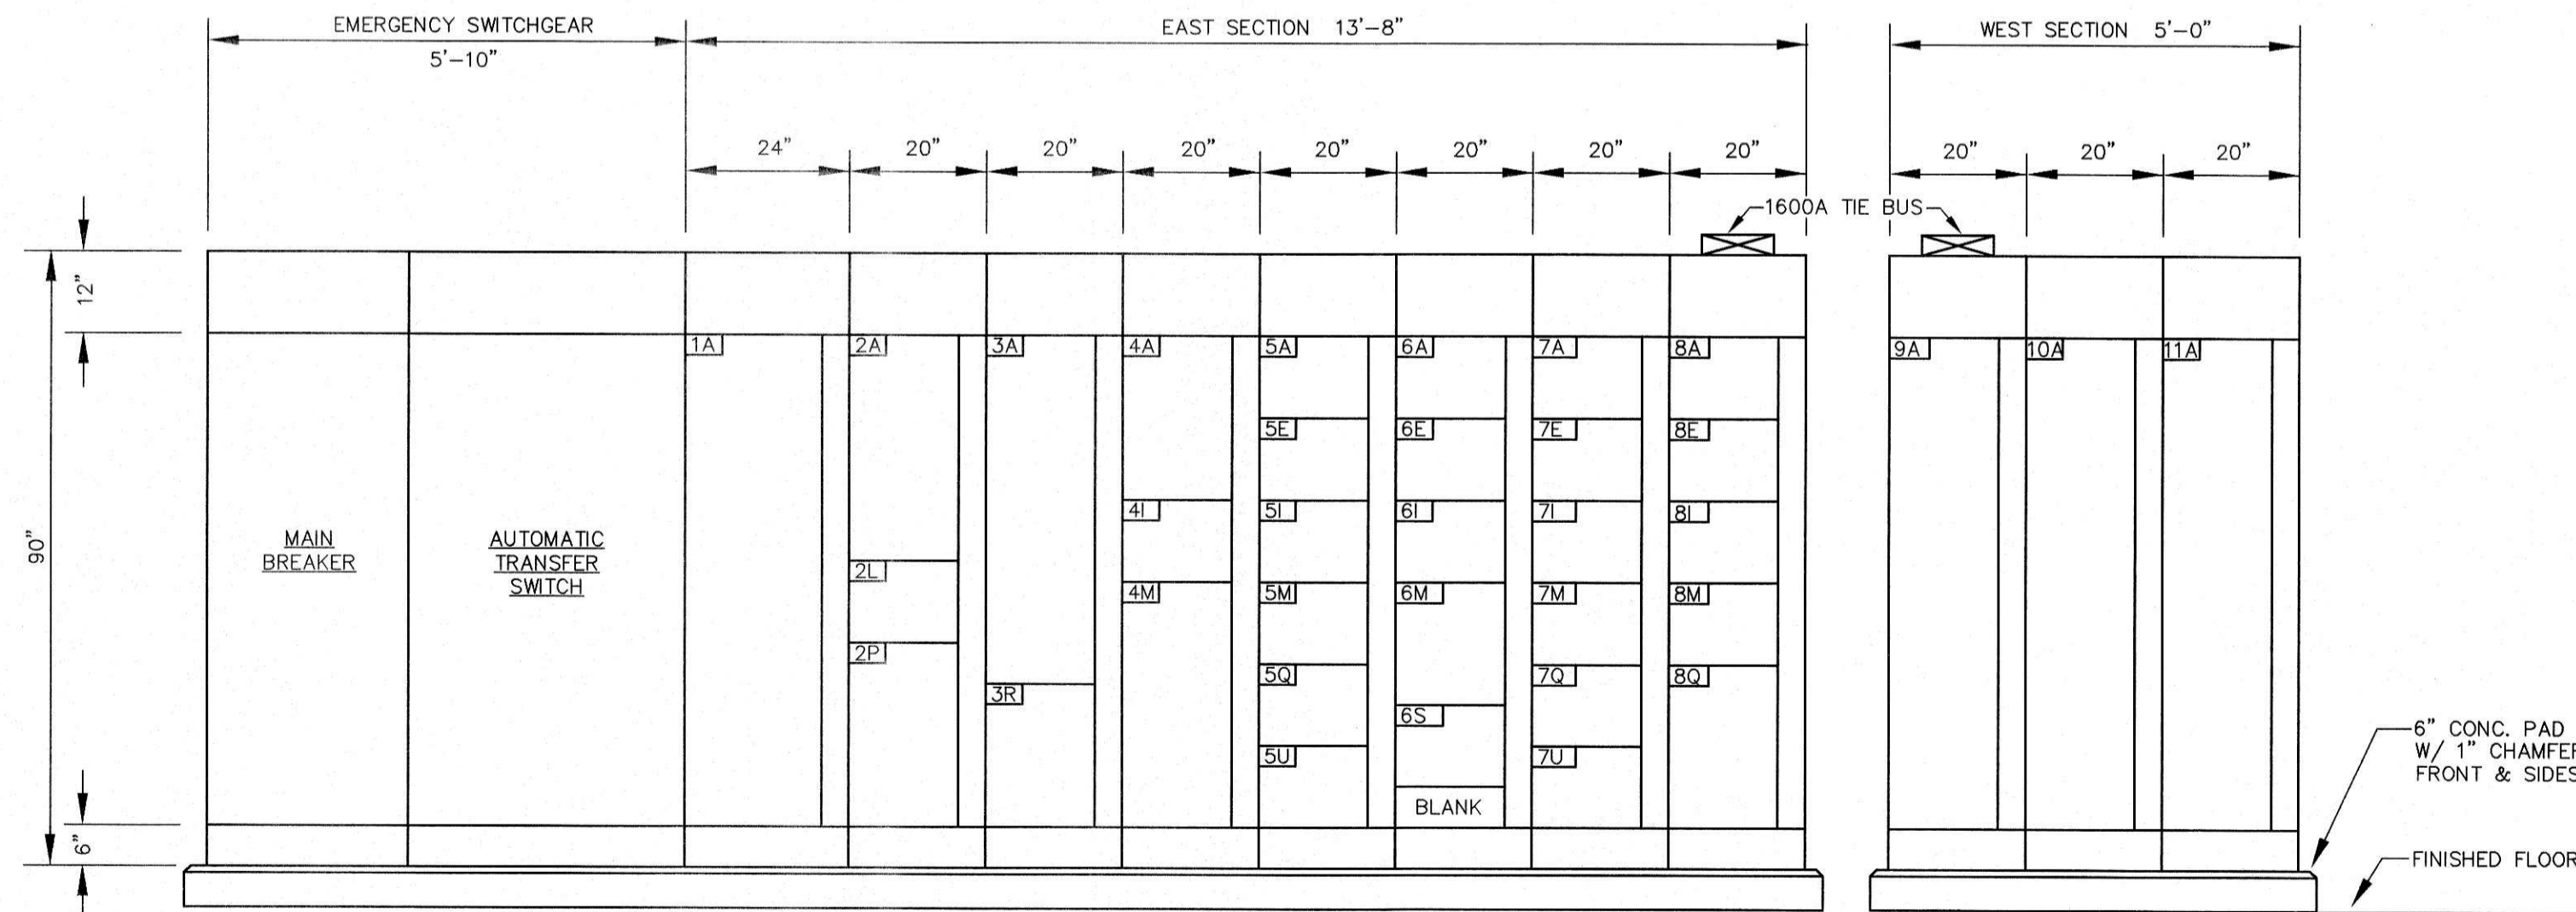 EMERGENCY SWITCHGEAR
5'-10"
EAST SECTION 13'-8"
WEST SECTION 5'-0"
24" 20" 20" 20" 20" 20" 20" 20" 20" 20" 20"
1600A TIE BUS
12"
90"
6"
1A 2A 3A 4A 5A 6A 7A 8A 9A 10A 11A
5E 6E 7E 8E
4I 5I 6I 7I 8I
MAIN
BREAKER
AUTOMATIC
TRANSFER
SWITCH
2L
4M 5M 6M 7M 8M
2P
5Q 7Q 8Q
3R
6S
5U 7U
BLANK
6" CONC. PAD
W/ 1" CHAMFER
FRONT & SIDES
FINISHED FLOOR